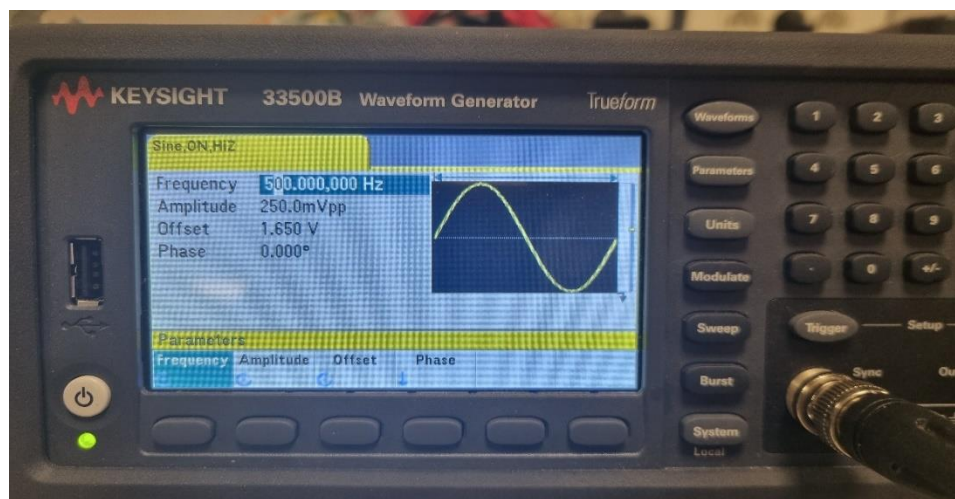 KEYSIGHT 33500B Waveform Generator Trueform
Sine,ON,HiZ
Frequency 500.000,000 Hz
Amplitude 250.0mVpp
Offset 1.650 V
Phase 0.000°
Parameters
Frequency Amplitude Offset Phase
Waveforms
Parameters
Units
Modulate
Sweep
Burst
System
Local
1 2 3
4 5 6
7 8 9
. 0 +/-
Trigger Setup
Sync